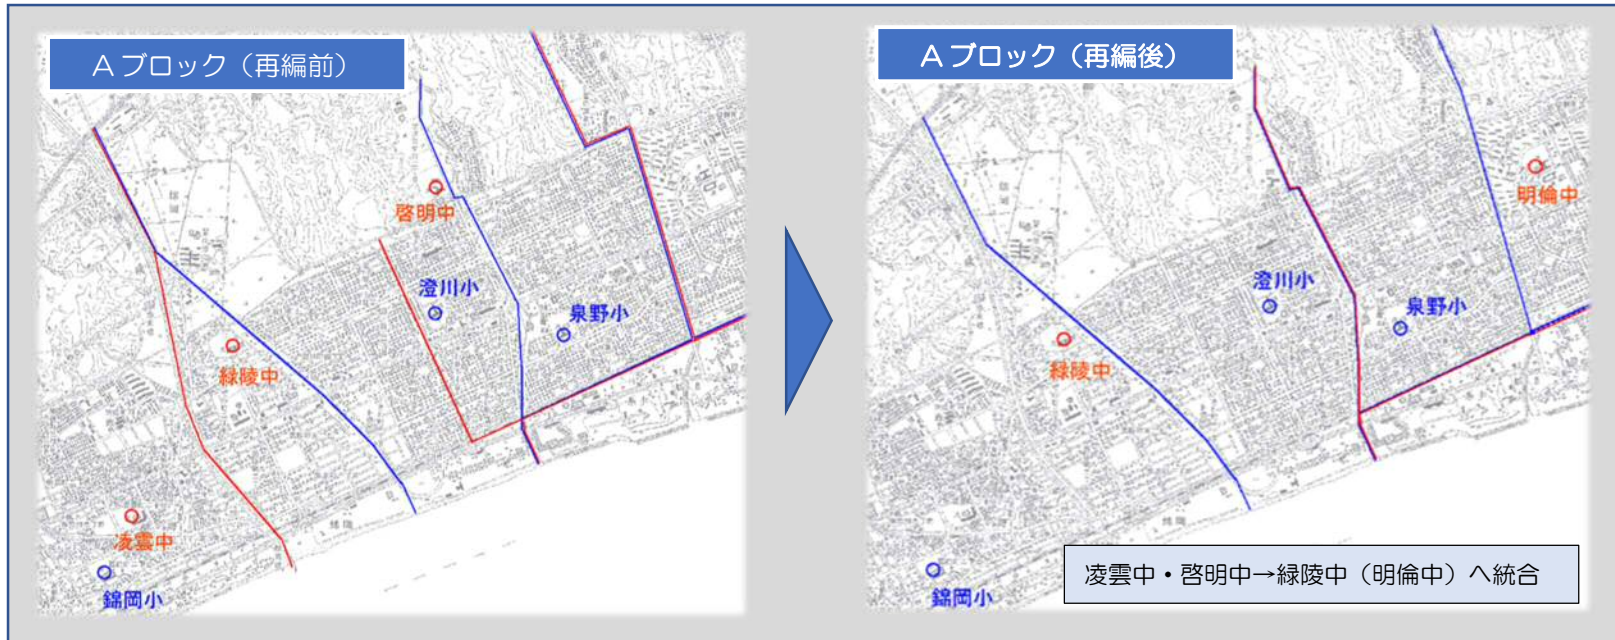 Aブロック（再編前）
啓明中
澄川小
泉野小
緑陵中
凌雲中
錦岡小
Aブロック（再編後）
明倫中
澄川小
泉野小
緑陵中
錦岡小
凌雲中・啓明中→緑陵中（明倫中）へ統合